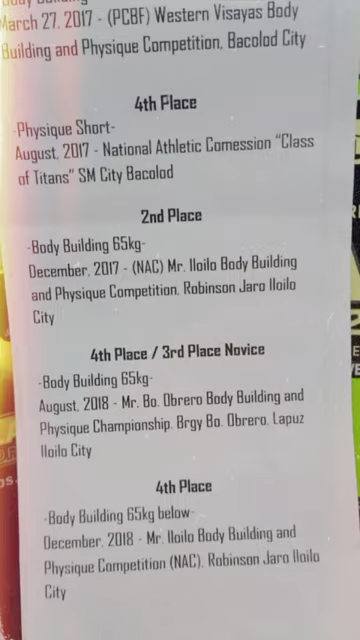 Body Building
March 27, 2017 - (PCBF) Western Visayas Body
Building and Physique Competition, Bacolod City
4th Place
-Physique Short-
August, 2017 - National Athletic Comession "Class
of Titans" SM City Bacolod
2nd Place
-Body Building 65kg-
December, 2017 - (NAC) Mr. Iloilo Body Building
and Physique Competition. Robinson Jaro Iloilo
City
4th Place / 3rd Place Novice
-Body Building 65kg-
August, 2018 - Mr. Bo. Obrero Body Building and
Physique Championship. Brgy Bo. Obrero, Lapuz
Iloilo City
4th Place
-Body Building 65kg below-
December, 2018 - Mr. Iloilo Body Building and
Physique Competition (NAC), Robinson Jaro Iloilo
City